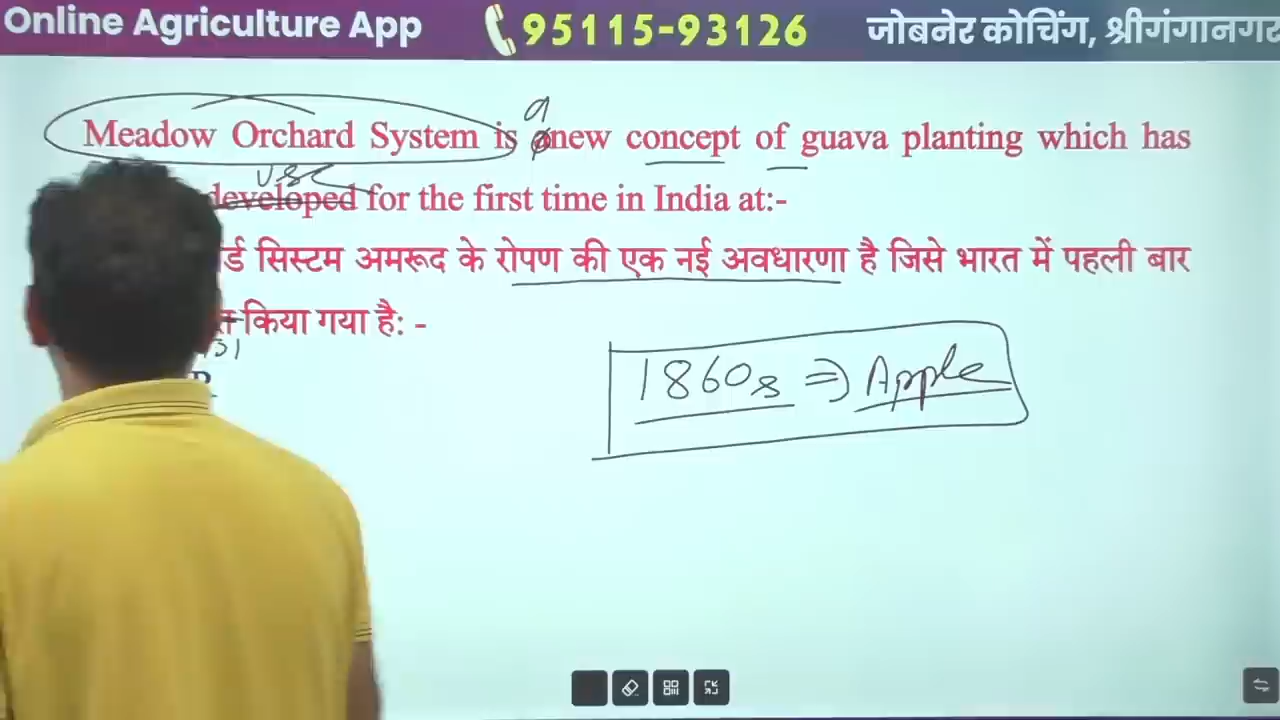 Online Agriculture App 95115-93126 जोबनेर कोचिंग, श्रीगंगानगर
a
Meadow Orchard System is new concept of guava planting which has
use
developed for the first time in India at:-
र्ड सिस्टम अमरूद के रोपण की एक नई अवधारणा है जिसे भारत में पहली बार
किया गया है: -
1860s ⇒ Apple